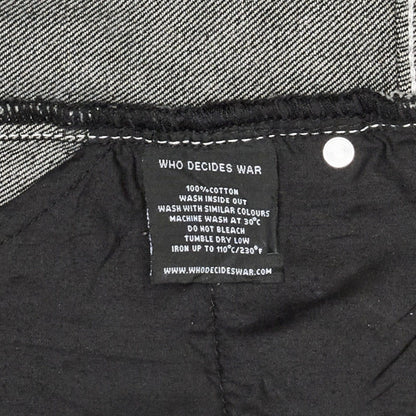 WHO DECIDES WAR
100%COTTON
WASH INSIDE OUT
WASH WITH SIMILAR COLOURS
MACHINE WASH AT 30°C
DO NOT BLEACH
TUMBLE DRY LOW
IRON UP TO 110°C/230°F
WWW.WHODECIDESWAR.COM